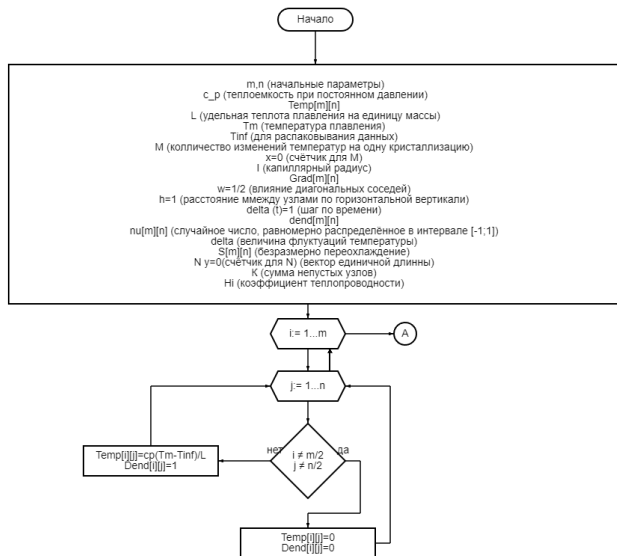 Начало
m,n (начальные параметры)
c_p (теплоемкость при постоянном давлении)
Temp[m][n]
L (удельная теплота плавления на единицу массы)
Tm (температура плавления)
Tinf (для распаковывания данных)
M (колличество изменений температур на одну кристаллизацию)
x=0 (счётчик для M)
l (капиллярный радиус)
Grad[m][n]
w=1/2 (влияние диагональных соседей)
h=1 (расстояние ммежду узлами по горизонтальной вертикали)
delta (t)=1 (шаг по времени)
dend[m][n]
nu[m][n] (случайное число, равномерно распределённое в интервале [-1;1])
delta (величина флуктуаций температуры)
S[m][n] (безразмерно переохлаждение)
N y=0(счётчик для N) (вектор единичной длинны)
K (сумма непустых узлов)
Hi (коэффициент теплопроводности)
i:= 1...m
A
j:= 1...n
нет
i ≠ m/2
j ≠ n/2
да
Temp[i][j]=cp(Tm-Tinf)/L
Dend[i][j]=1
Temp[i][j]=0
Dend[i][j]=0